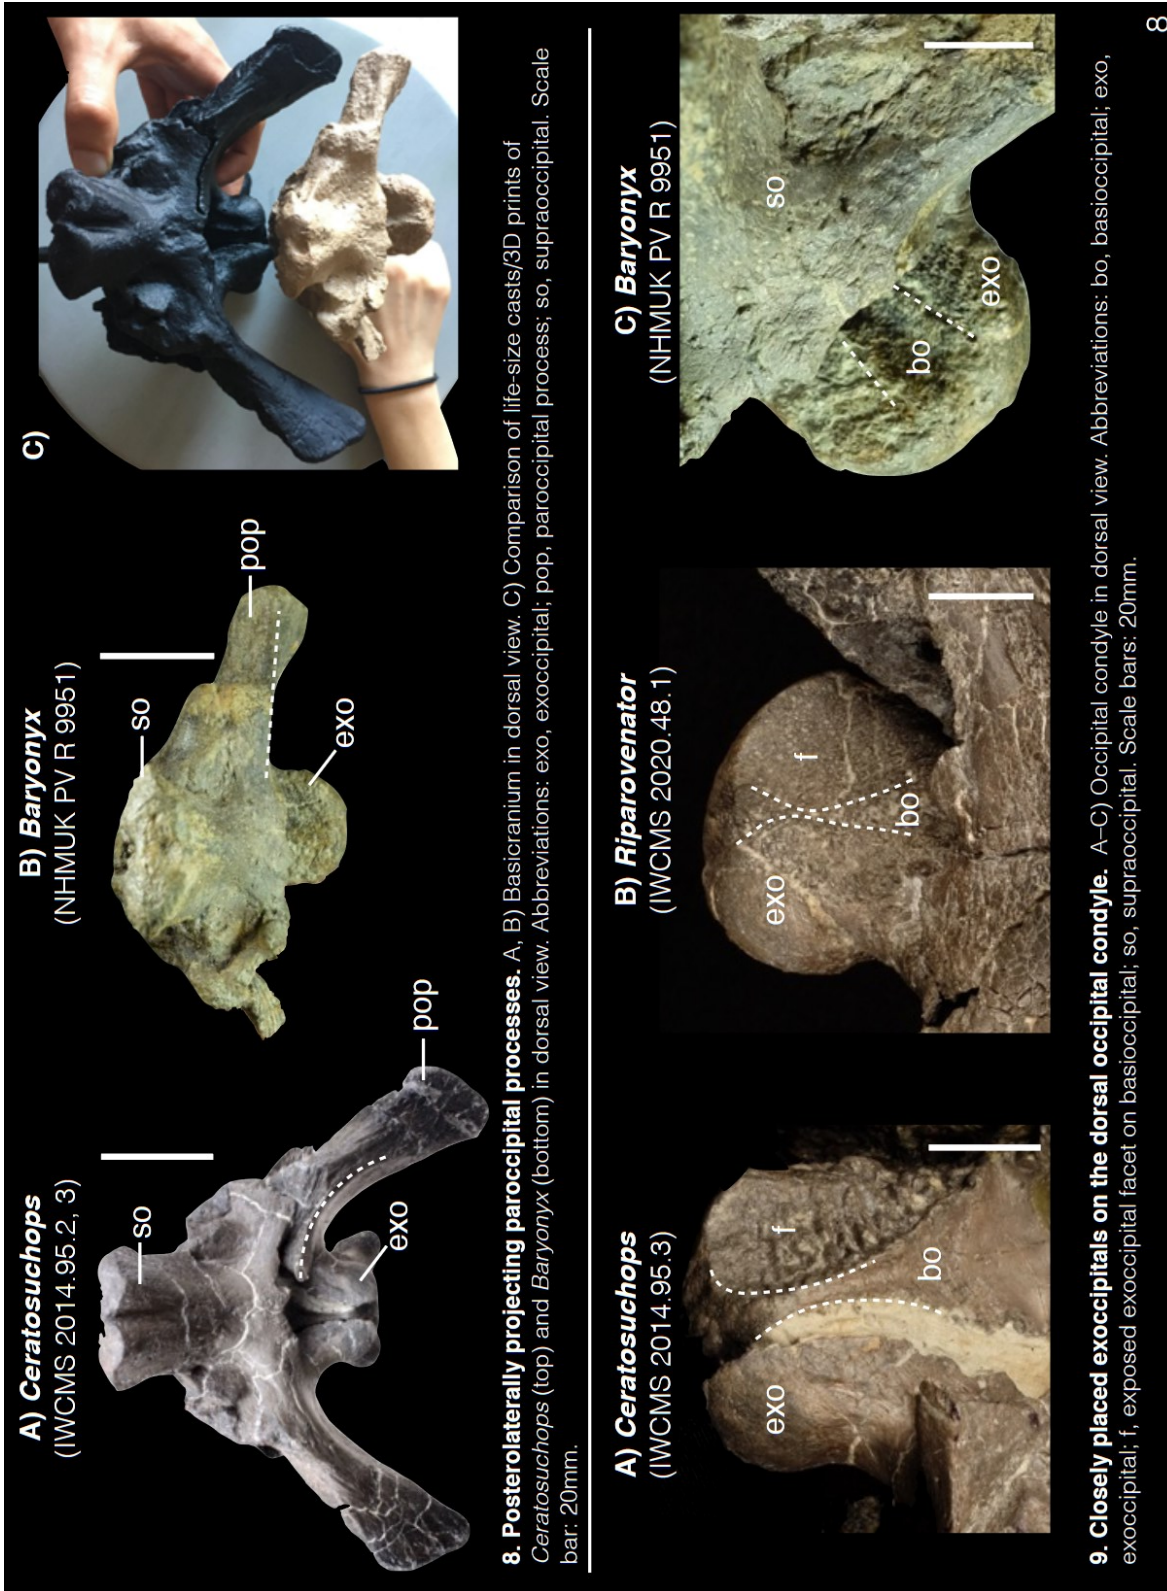 A) Ceratosuchops
(IWCMS 2014.95.2, 3)
so
exo
pop
B) Baryonyx
(NHMUK PV R 9951)
so
exo
pop
C)
8. Posterolaterally projecting paroccipital processes. A, B) Basicranium in dorsal view. C) Comparison of life-size casts/3D prints of
Ceratosuchops (top) and Baryonyx (bottom) in dorsal view. Abbreviations: exo, exoccipital; pop, paroccipital process; so, supraoccipital. Scale
bar: 20mm.
A) Ceratosuchops
(IWCMS 2014.95.3)
exo
f
bo
B) Riparovenator
(IWCMS 2020.48.1)
exo
f
bo
C) Baryonyx
(NHMUK PV R 9951)
so
bo
exo
9. Closely placed exoccipitals on the dorsal occipital condyle. A–C) Occipital condyle in dorsal view. Abbreviations: bo, basioccipital; exo,
exoccipital; f, exposed exoccipital facet on basioccipital; so, supraoccipital. Scale bars: 20mm.
8